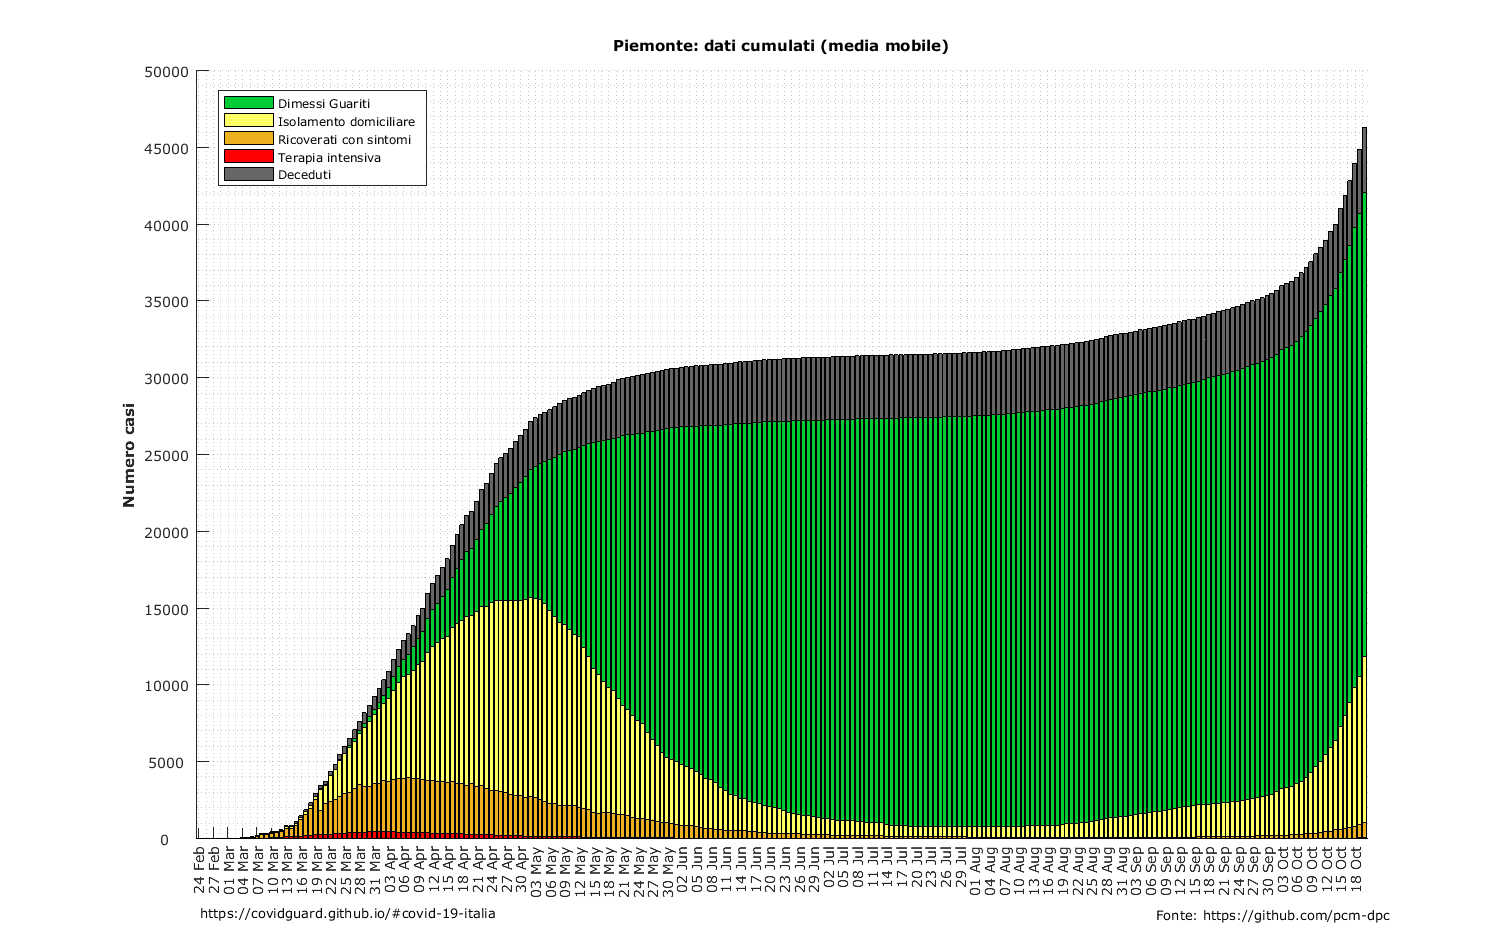 Piemonte: dati cumulati (media mobile)
50000
45000
40000
35000
30000
25000
20000
15000
10000
5000
0
Numero casi
Dimessi Guariti
Isolamento domiciliare
Ricoverati con sintomi
Terapia intensiva
Deceduti
24 Feb
27 Feb
01 Mar
04 Mar
07 Mar
10 Mar
13 Mar
16 Mar
19 Mar
22 Mar
25 Mar
28 Mar
31 Mar
03 Apr
06 Apr
09 Apr
12 Apr
15 Apr
18 Apr
21 Apr
24 Apr
27 Apr
30 Apr
03 May
06 May
09 May
12 May
15 May
18 May
21 May
24 May
27 May
30 May
02 Jun
05 Jun
08 Jun
11 Jun
14 Jun
17 Jun
20 Jun
23 Jun
26 Jun
29 Jun
02 Jul
05 Jul
08 Jul
11 Jul
14 Jul
17 Jul
20 Jul
23 Jul
26 Jul
29 Jul
01 Aug
04 Aug
07 Aug
10 Aug
13 Aug
16 Aug
19 Aug
22 Aug
25 Aug
28 Aug
31 Aug
03 Sep
06 Sep
09 Sep
12 Sep
15 Sep
18 Sep
21 Sep
24 Sep
27 Sep
30 Sep
03 Oct
06 Oct
09 Oct
12 Oct
15 Oct
18 Oct
https://covidguard.github.io/#covid-19-italia
Fonte: https://github.com/pcm-dpc